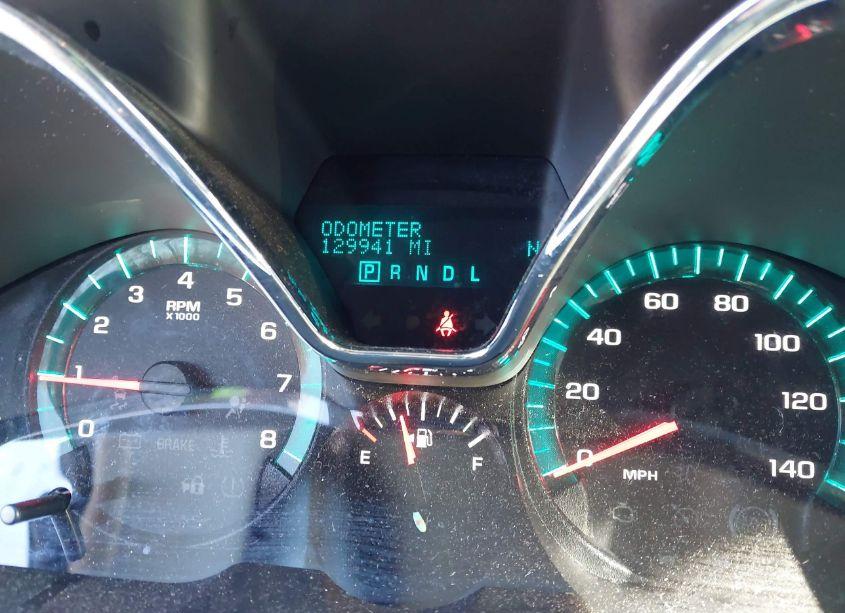 ODOMETER
129941 MI N
P R N D L
0 1 2 3 4 5 6 7 8
RPM
X1000
BRAKE
E F
0 20 40 60 80 100 120 140
MPH